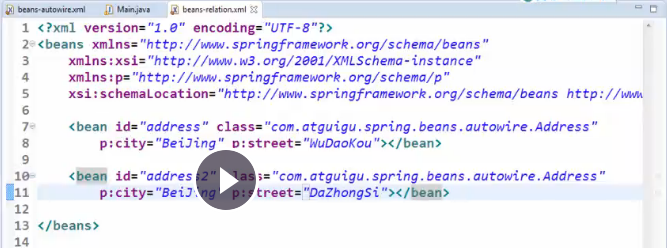 beans-autowire.xml Main.java beans-relation.xml
1 <?xml version="1.0" encoding="UTF-8"?>
2 <beans xmlns="http://www.springframework.org/schema/beans"
3 xmlns:xsi="http://www.w3.org/2001/XMLSchema-instance"
4 xmlns:p="http://www.springframework.org/schema/p"
5 xsi:schemaLocation="http://www.springframework.org/schema/beans http://www
6
7 <bean id="address" class="com.atguigu.spring.beans.autowire.Address"
8 p:city="BeiJing" p:street="WuDaoKou"></bean>
9
10 <bean id="address2" class="com.atguigu.spring.beans.autowire.Address"
11 p:city="BeiJing" p:street="DaZhongSi"></bean>
12
13 </beans>
14